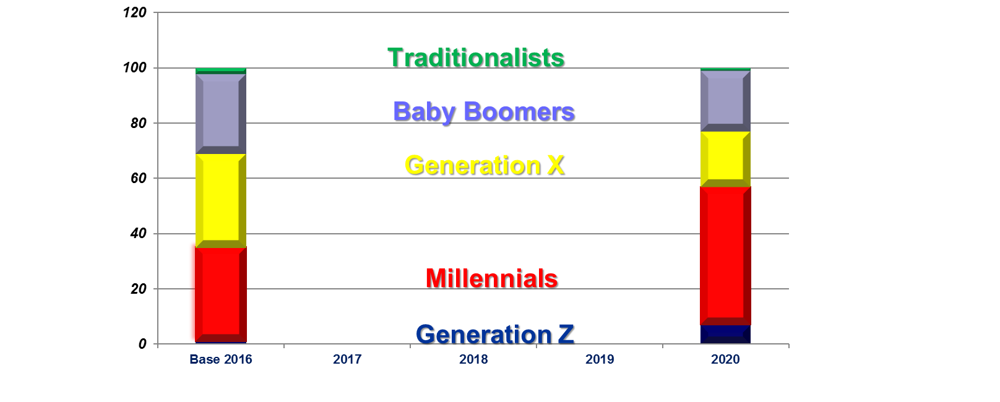 120
Traditionalists
100
Baby Boomers
80
Generation X
60
40
Millennials
20
Generation Z
0
Base 2016 2017 2018 2019 2020